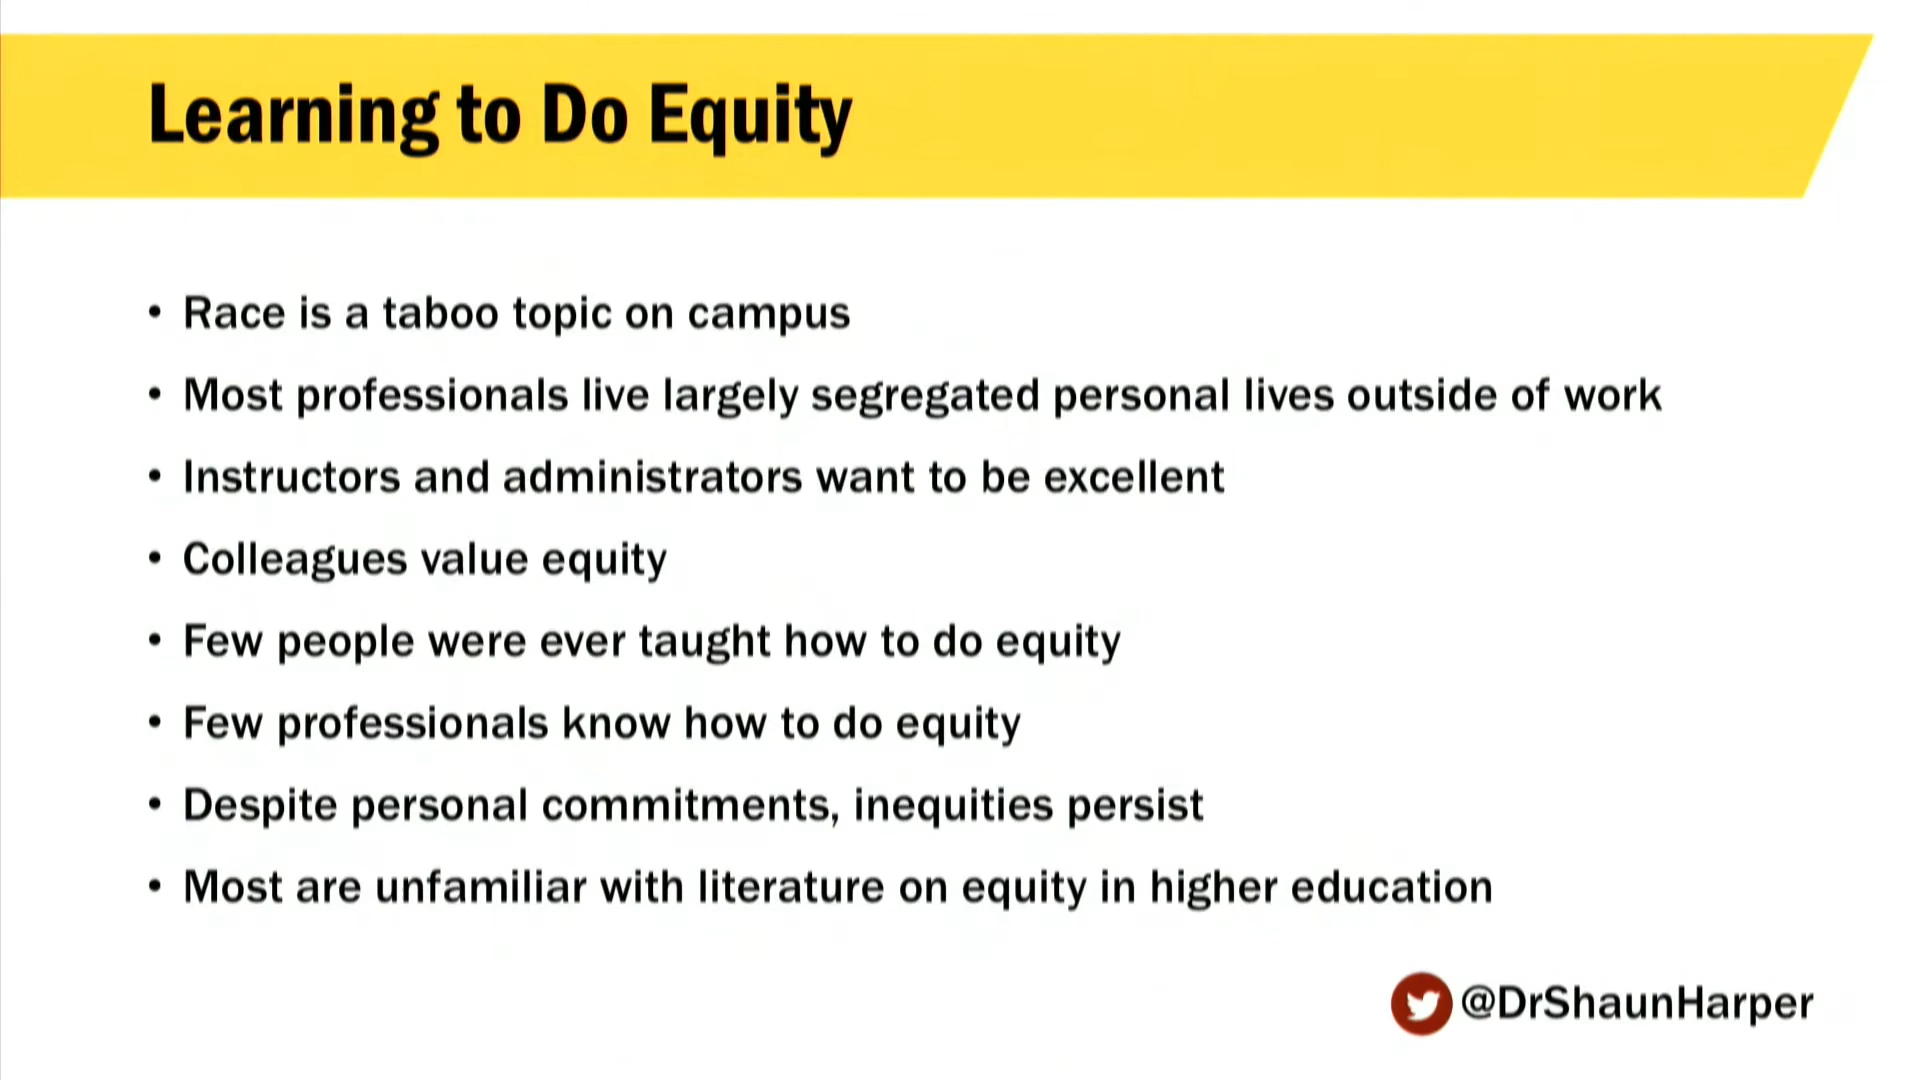 Learning to Do Equity
• Race is a taboo topic on campus
• Most professionals live largely segregated personal lives outside of work
• Instructors and administrators want to be excellent
• Colleagues value equity
• Few people were ever taught how to do equity
• Few professionals know how to do equity
• Despite personal commitments, inequities persist
• Most are unfamiliar with literature on equity in higher education
@DrShaunHarper